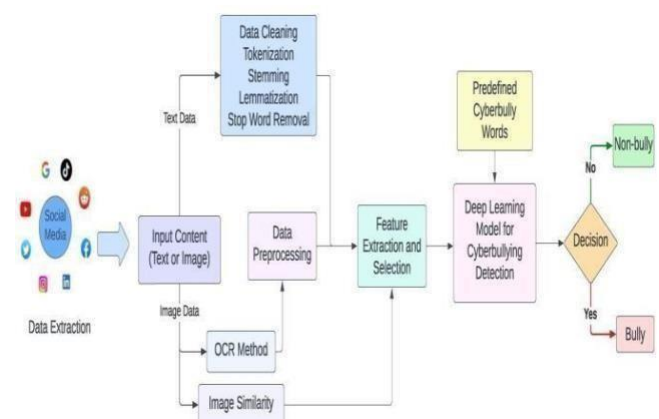 Data Cleaning
Tokenization
Stemming
Lemmatization
Stop Word Removal
Text Data
Predefined
Cyberbully
Words
Non-bully
No
Social
Media
Input Content
(Text or Image)
Data
Preprocessing
Feature
Extraction and
Selection
Deep Learning
Model for
Cyberbullying
Detection
Decision
Yes
Bully
Image Data
Data Extraction
OCR Method
Image Similarity